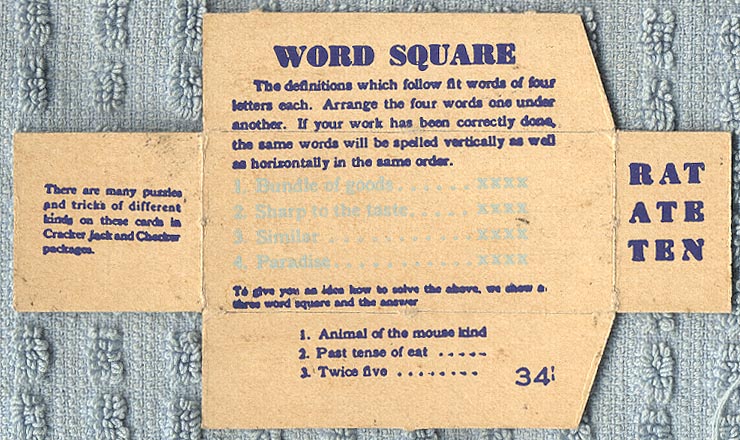 WORD SQUARE
The definitions which follow fit words of four
letters each. Arrange the four words one under
another. If your work has been correctly done,
the same words will be spelled vertically as well
as horizontally in the same order.
1. Bundle of goods . . . . . . xxxx
2. Sharp to the taste . . . . . xxxx
3. Similar . . . . . . . . . . . xxxx
4. Paradise . . . . . . . . . . . xxxx
To give you an idea how to solve the above, we show a
three word square and the answer
1. Animal of the mouse kind
2. Past tense of eat . . . . .
3. Twice five . . . . . . . .
34
There are many puzzles
and tricks of different
kinds on these cards in
Cracker Jack and Checker
packages.
RAT
ATE
TEN